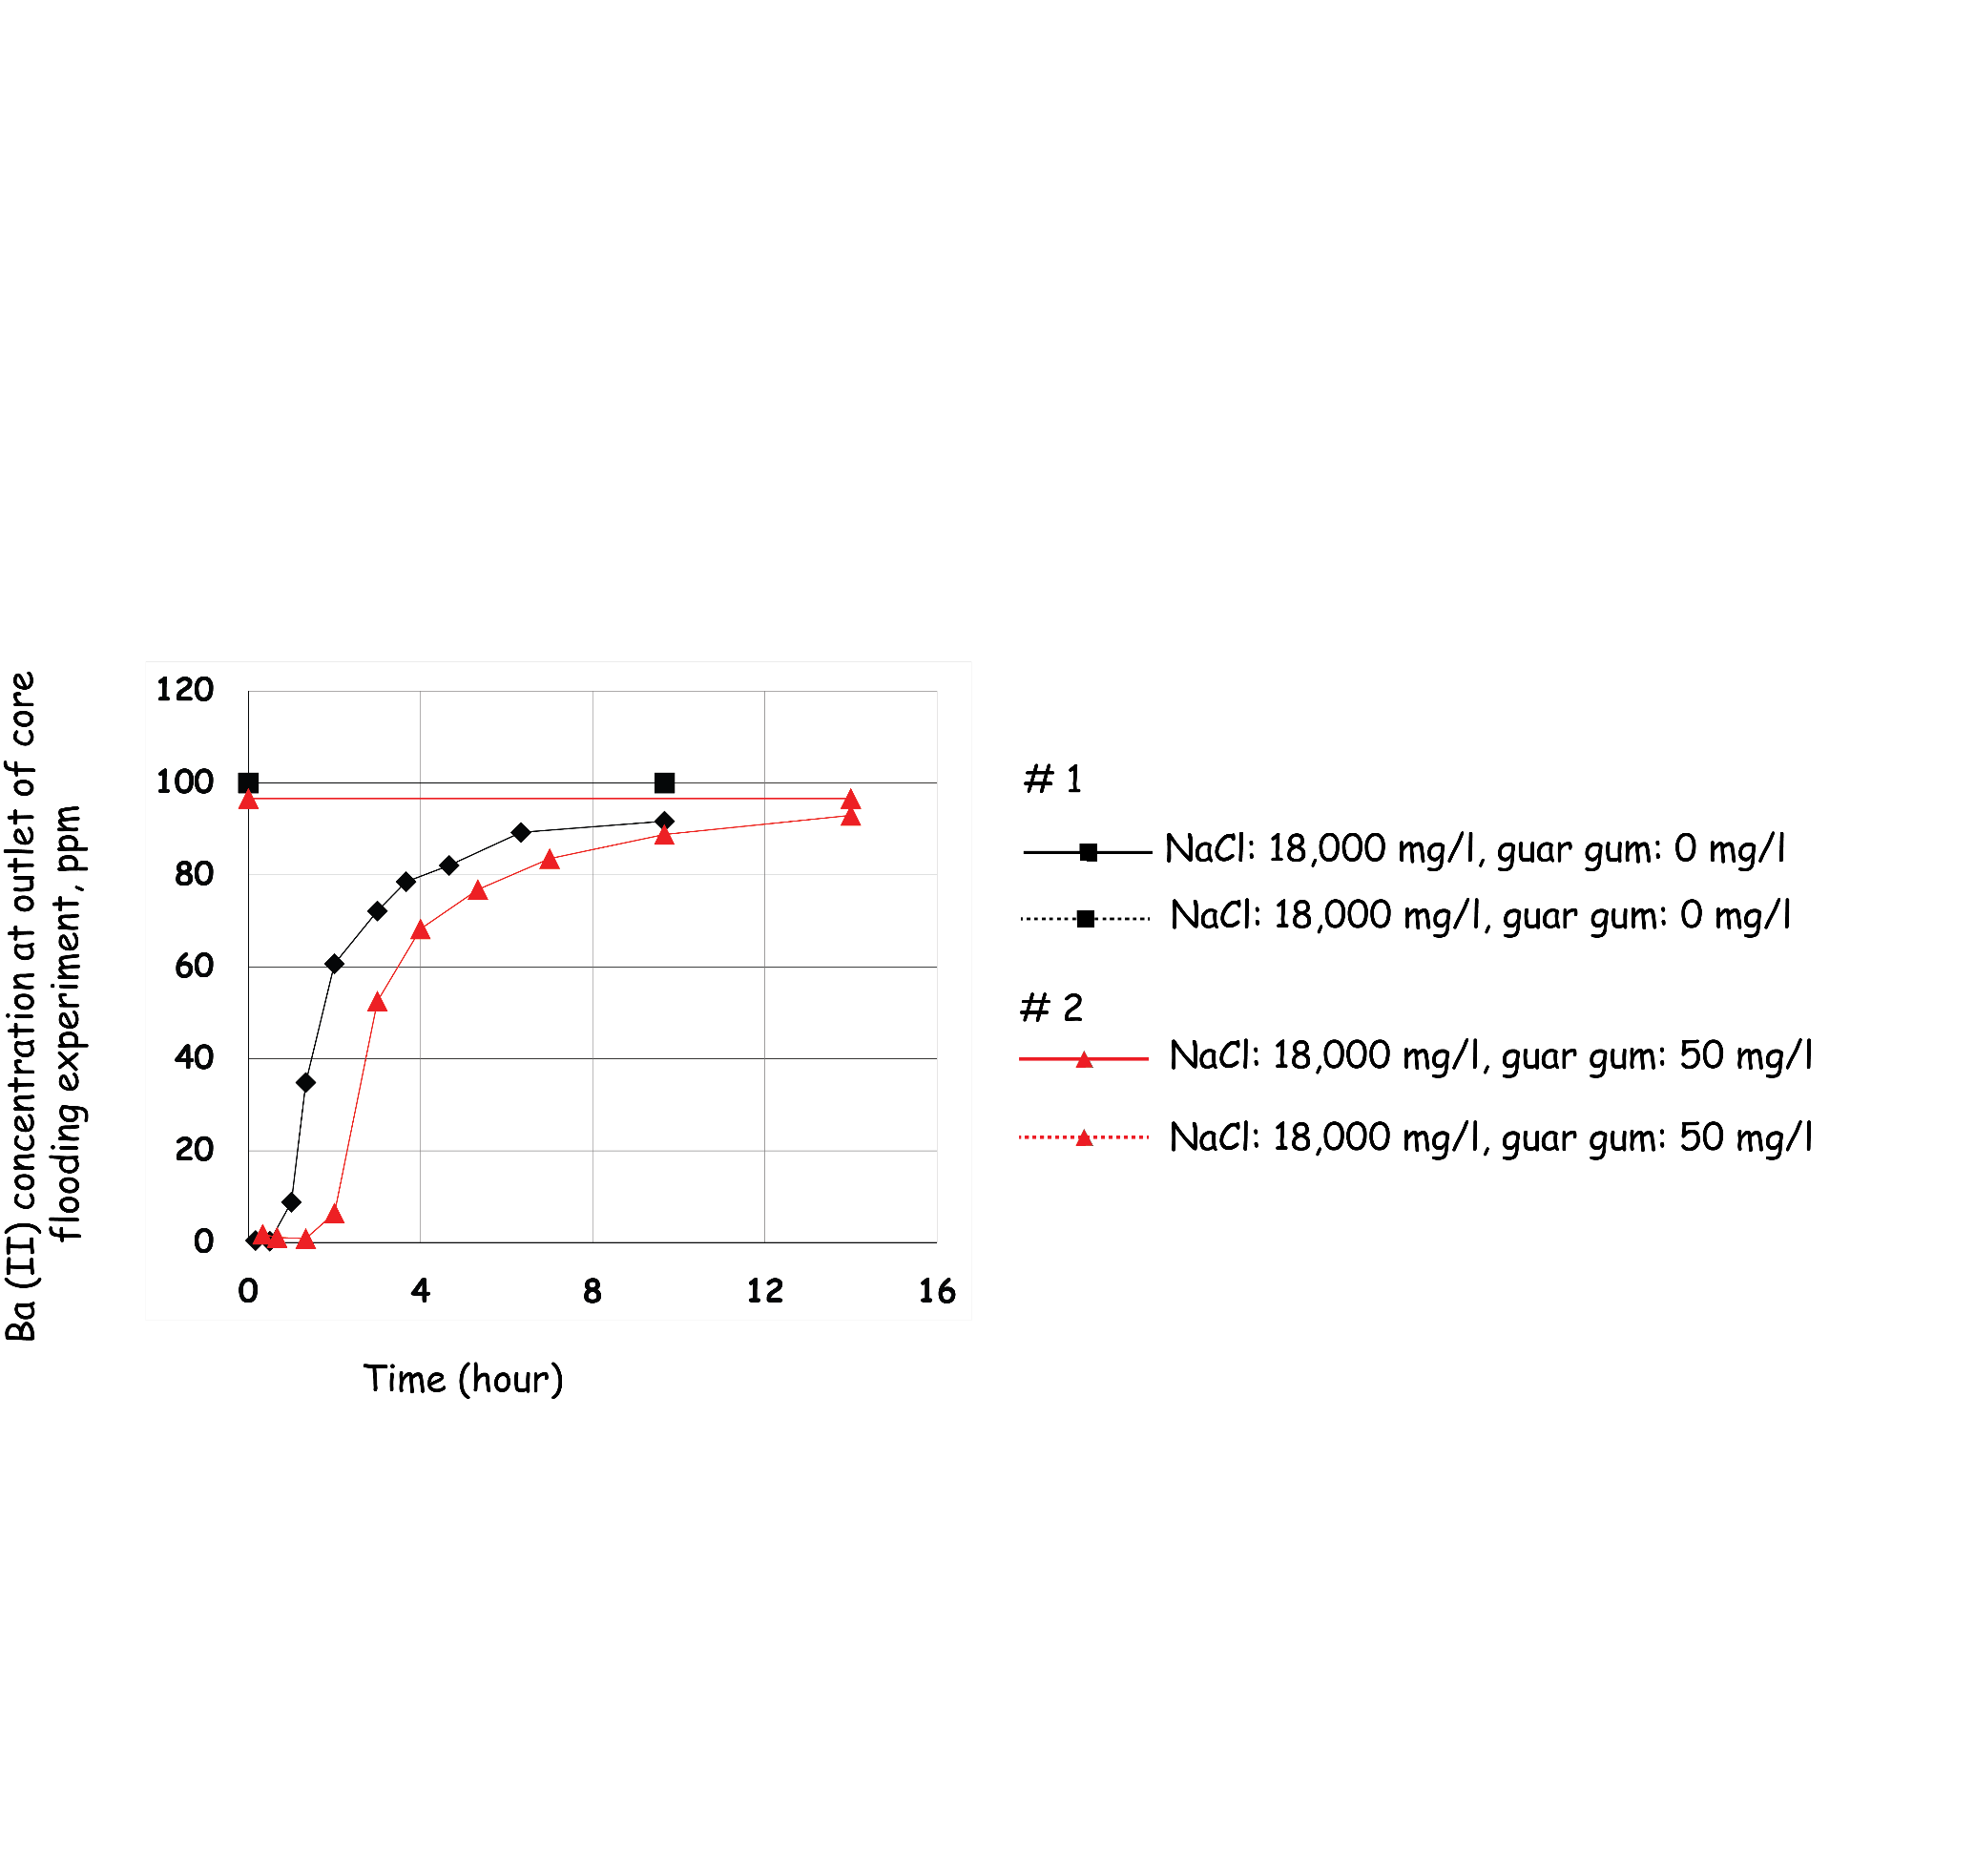 Ba (II) concentration at outlet of core
flooding experiment, ppm
120
100
80
60
40
20
0
0 4 8 12 16
Time (hour)
# 1
NaCl: 18,000 mg/l, guar gum: 0 mg/l
NaCl: 18,000 mg/l, guar gum: 0 mg/l
# 2
NaCl: 18,000 mg/l, guar gum: 50 mg/l
NaCl: 18,000 mg/l, guar gum: 50 mg/l